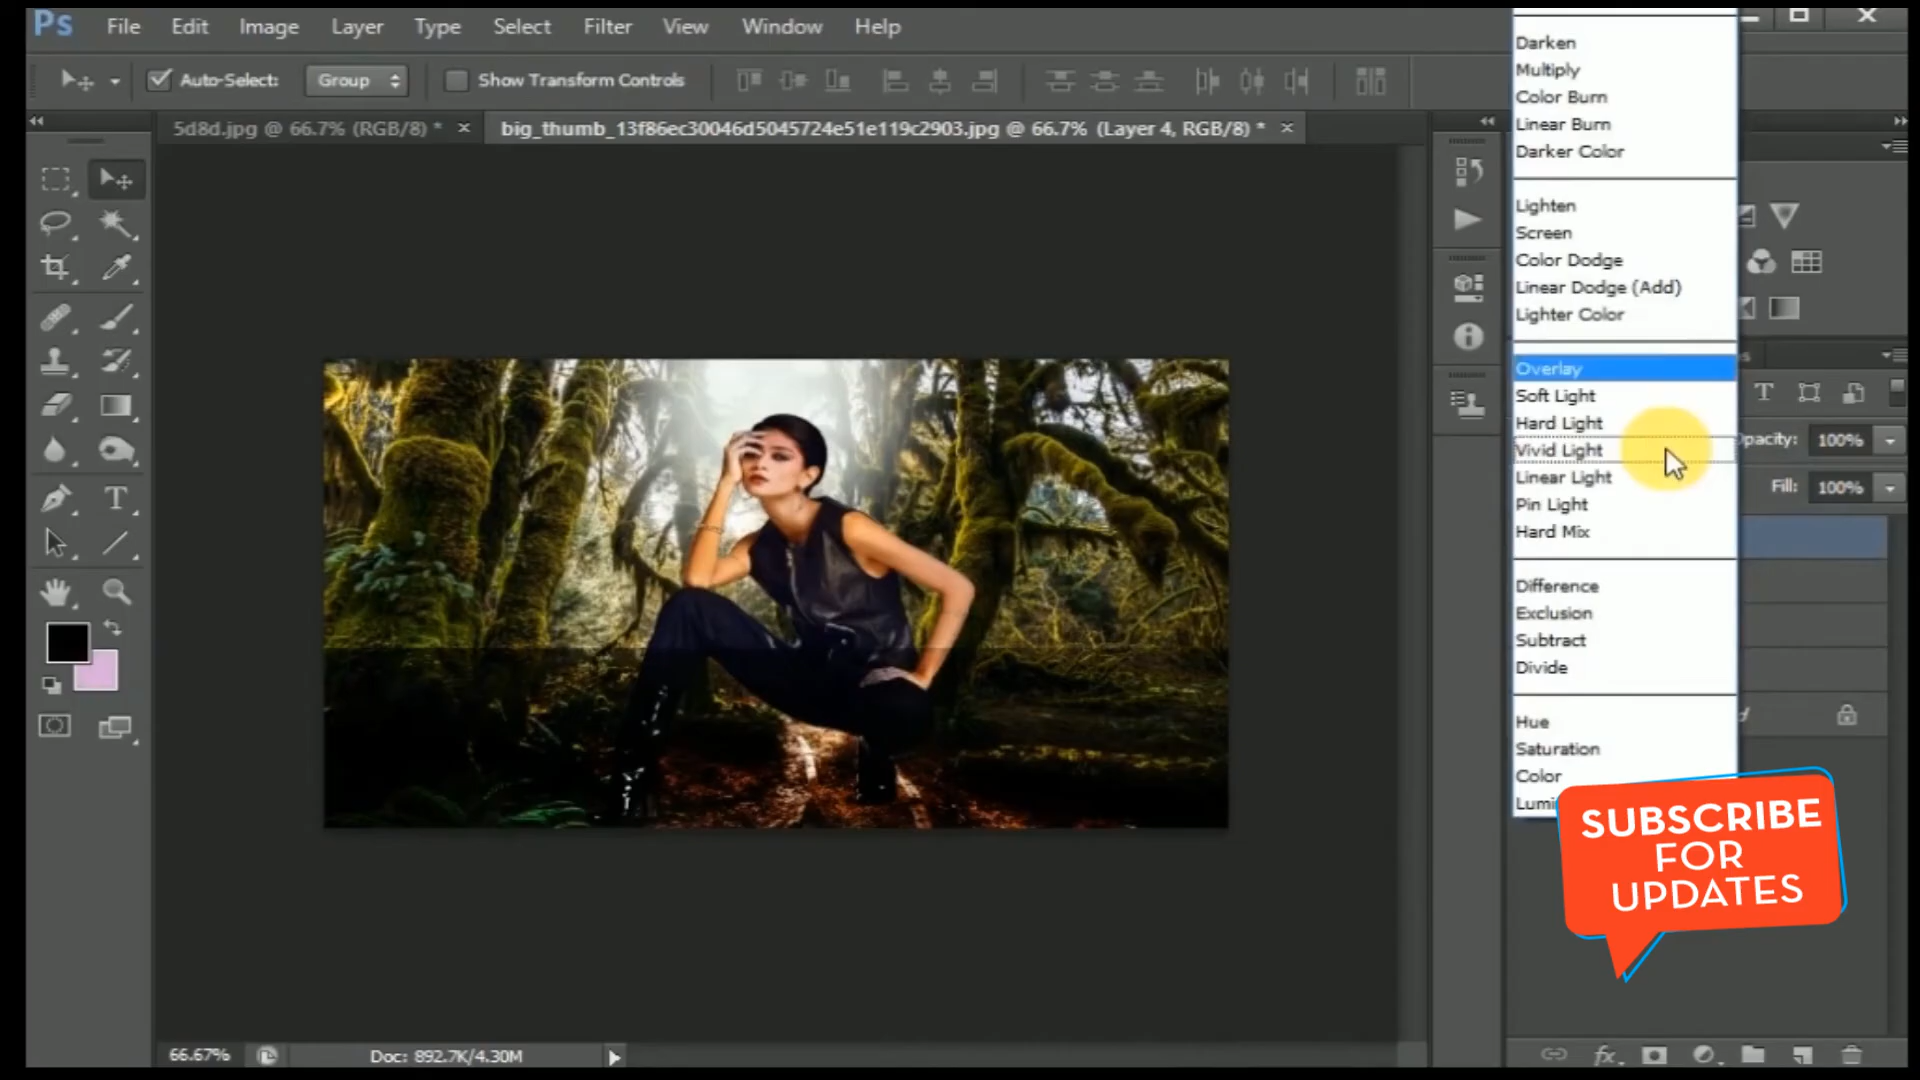 Ps File Edit Image Layer Type Select Filter View Window Help
Auto-Select: Group Show Transform Controls
5d8d.jpg @ 66.7% (RGB/8) *
big_thumb_13f86ec30046d5045724e51e119c2903.jpg @ 66.7% (Layer 4, RGB/8) *
Darken
Multiply
Color Burn
Linear Burn
Darker Color
Lighten
Screen
Color Dodge
Linear Dodge (Add)
Lighter Color
Overlay
Soft Light
Hard Light
Vivid Light
Linear Light
Pin Light
Hard Mix
Difference
Exclusion
Subtract
Divide
Hue
Saturation
Color
Lumi
pacity: 100%
Fill: 100%
SUBSCRIBE
FOR
UPDATES
66.67% Doc: 892.7K/4.30M
fx